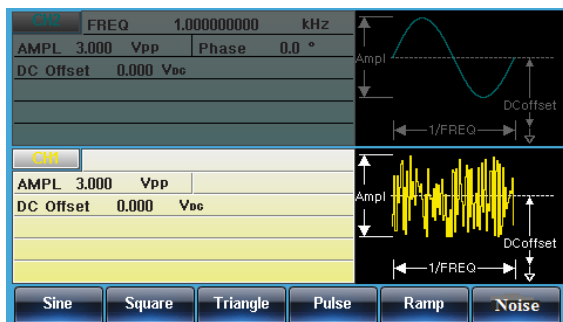 CH2 FREQ 1.000000000 kHz
AMPL 3.000 Vpp Phase 0.0 °
DC Offset 0.000 VDC
Ampl
DCoffset
1/FREQ
CH1
AMPL 3.000 Vpp
DC Offset 0.000 VDC
Ampl
DCoffset
1/FREQ
Sine Square Triangle Pulse Ramp Noise